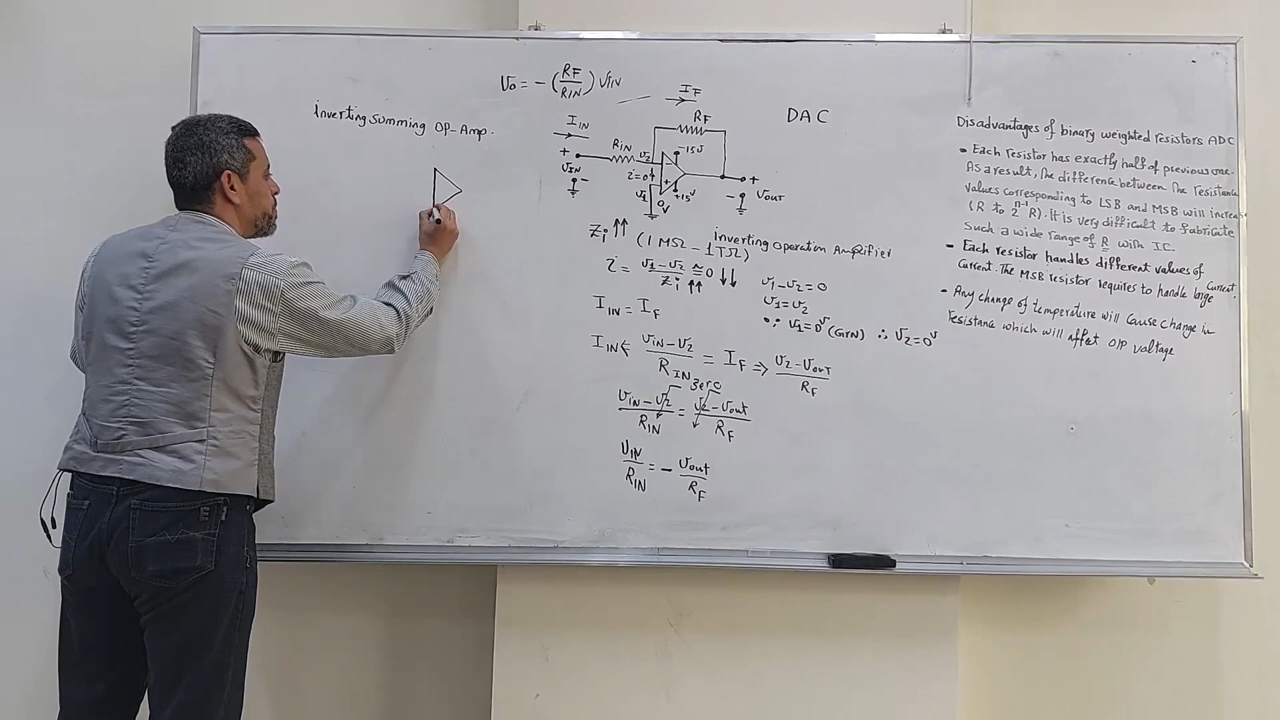 Inverting Summing OP-Amp.
Vo = - (RF/RIN) VIN
IF
RF
IIN
RIN
V2
-15V
+
VIN
-
i=0
V1
+
+15V
0V
+
-
VOUT
Zi ↑↑ (1MΩ - 1TΩ)
Inverting Operation Amplifier
i = (V1-V2)/Zi ↑↑ ≅ 0 ↓↓
IIN = IF
V1-V2=0
V1=V2
∵ V1=0V (GRN) ∴ V2=0V
IIN ⇐ (VIN-V2)/RIN = IF => (V2-VOUT)/RF
zero
(VIN-V2)/RIN = (V2-Vout)/RF
VIN/RIN = - Vout/RF
DAC
Disadvantages of binary weighted resistors ADC
• Each resistor has exactly half of previous one.
As a result, the difference between the resistance
values corresponding to LSB and MSB will increase
(R to 2^n-1 R). It is very difficult to fabricate
Such a wide range of R with IC.
• Each resistor handles different values of
Current. The MSB resistor requires to handle large Current.
• Any change of temperature will cause change in
resistance which will affect O/P voltage